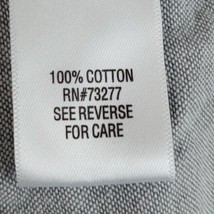 100% COTTON
RN#73277
SEE REVERSE
FOR CARE